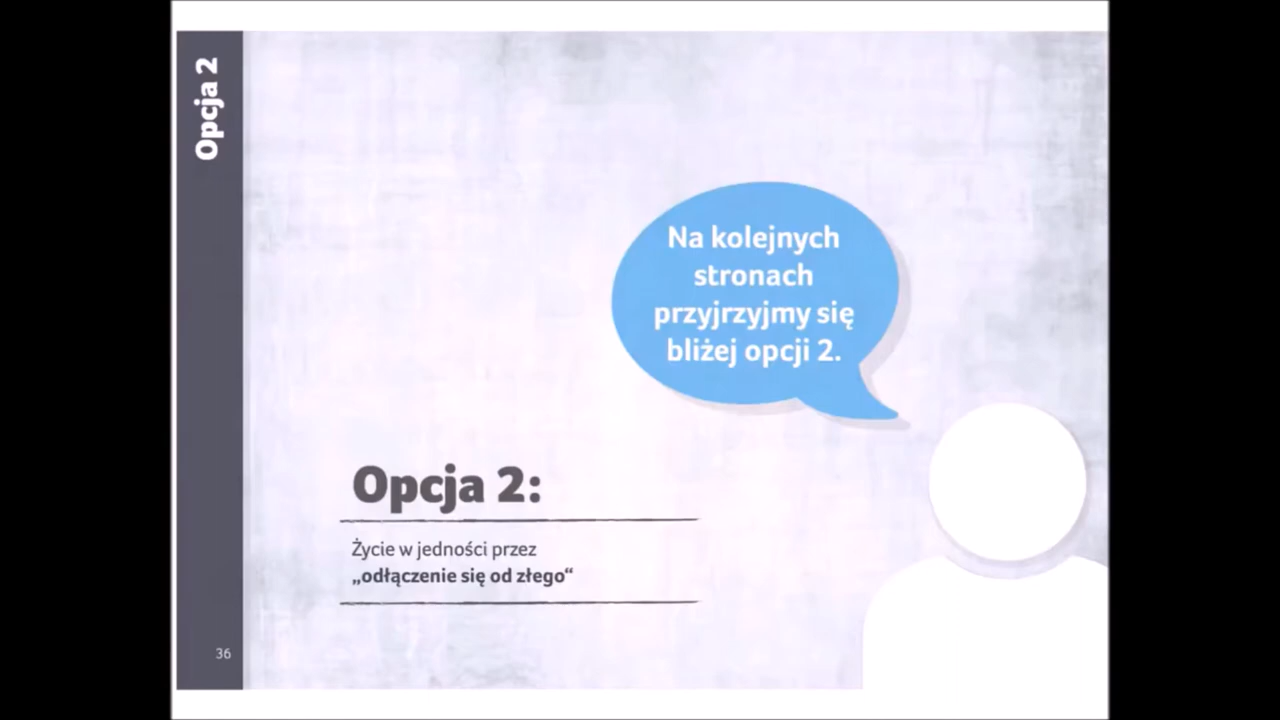 Opcja 2
Na kolejnych
stronach
przyjrzyjmy się
bliżej opcji 2.
Opcja 2:
Życie w jedności przez
„odłączenie się od złego“
36